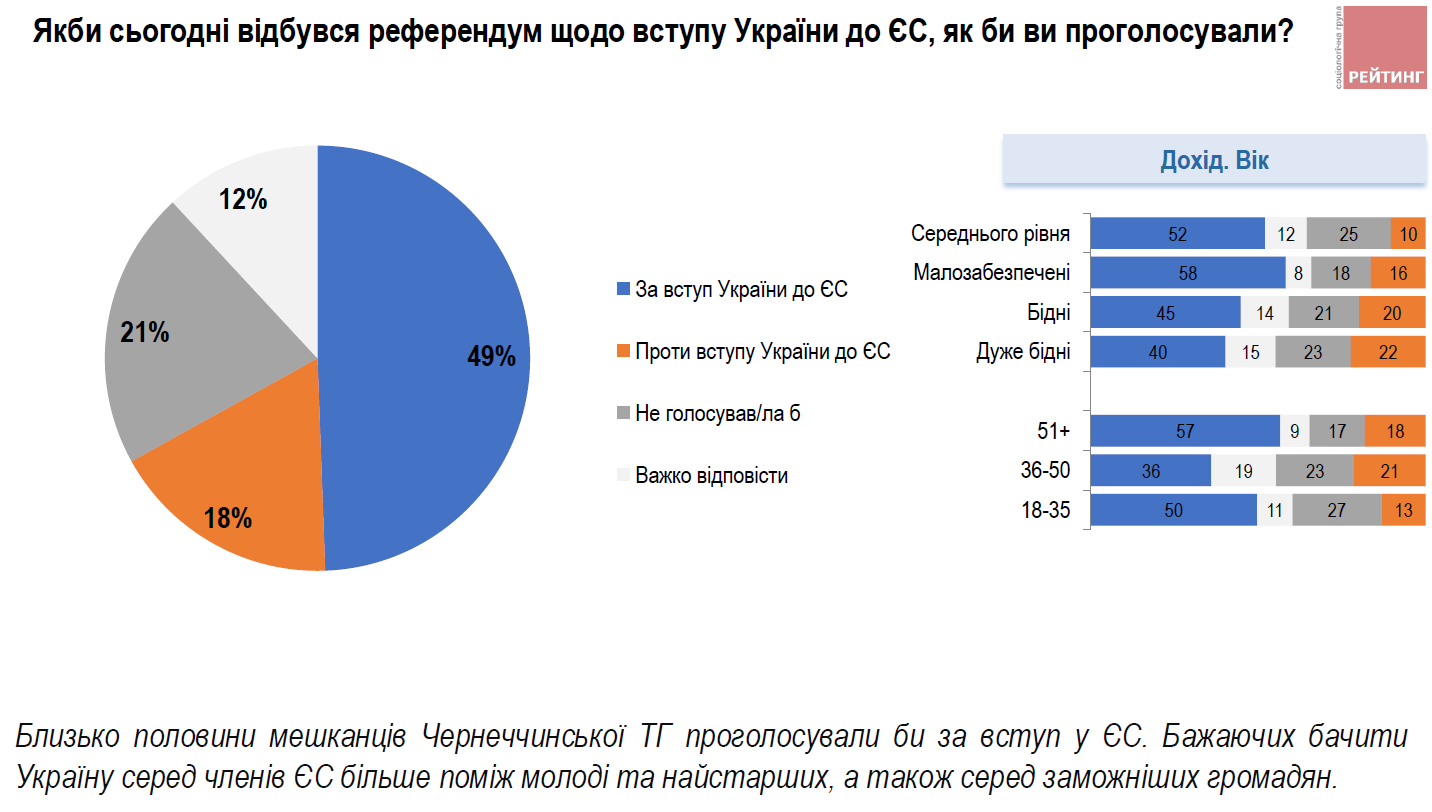 Якби сьогодні відбувся референдум щодо вступу України до ЄС, як би ви проголосували?
соціологічна група
РЕЙТИНГ
12%
21%
49%
18%
За вступ України до ЄС
Проти вступу України до ЄС
Не голосував/ла б
Важко відповісти
Дохід. Вік
Середнього рівня 52 12 25 10
Малозабезпечені 58 8 18 16
Бідні 45 14 21 20
Дуже бідні 40 15 23 22
51+ 57 9 17 18
36-50 36 19 23 21
18-35 50 11 27 13
Близько половини мешканців Чернеччинської ТГ проголосували би за вступ у ЄС. Бажаючих бачити
Україну серед членів ЄС більше поміж молоді та найстарших, а також серед заможніших громадян.